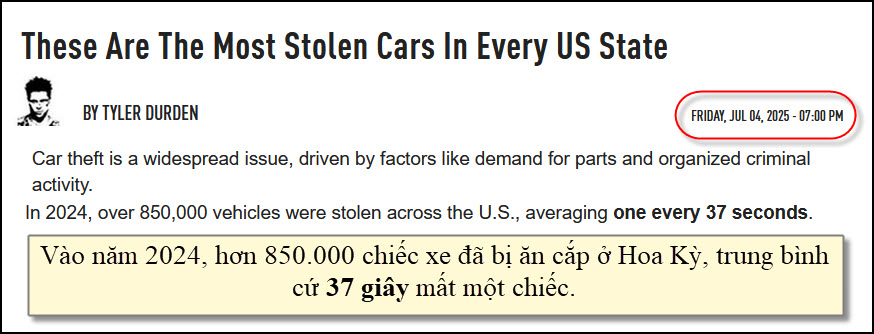 These Are The Most Stolen Cars In Every US State
BY TYLER DURDEN
FRIDAY, JUL 04, 2025 - 07:00 PM
Car theft is a widespread issue, driven by factors like demand for parts and organized criminal
activity.
In 2024, over 850,000 vehicles were stolen across the U.S., averaging one every 37 seconds.
Vào năm 2024, hơn 850.000 chiếc xe đã bị ăn cắp ở Hoa Kỳ, trung bình
cứ 37 giây mất một chiếc.